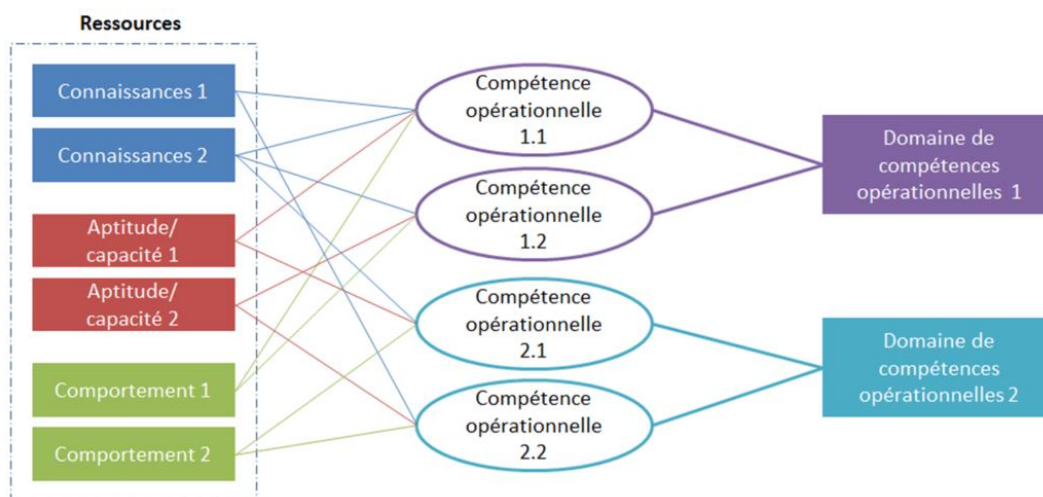 Ressources
Connaissances 1
Connaissances 2
Aptitude/
capacité 1
Aptitude/
capacité 2
Comportement 1
Comportement 2
Compétence
opérationnelle
1.1
Compétence
opérationnelle
1.2
Compétence
opérationnelle
2.1
Compétence
opérationnelle
2.2
Domaine de
compétences
opérationnelles 1
Domaine de
compétences
opérationnelles 2